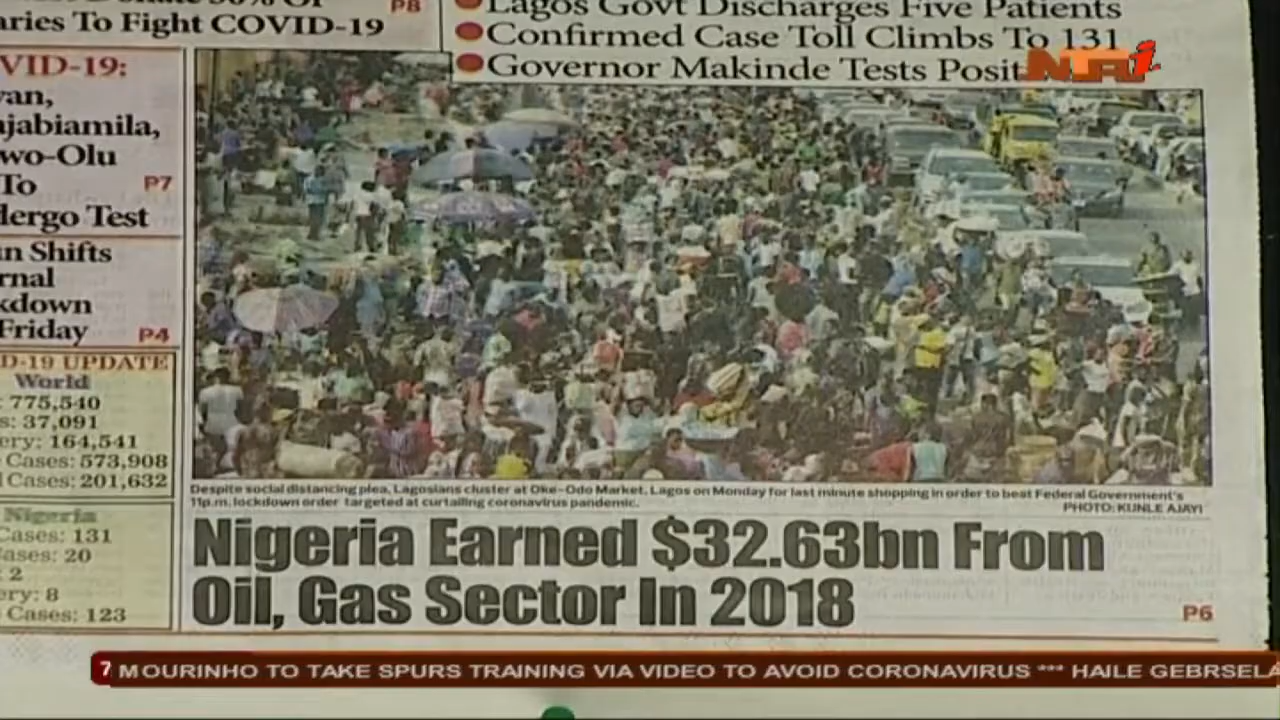 P8
aries To Fight COVID-19
Lagos Govt Discharges Five Patients
Confirmed Case Toll Climbs To 131
Governor Makinde Tests Posit
NTAi
VID-19:
van,
ajabiamila,
wo-Olu
To P7
dergo Test
n Shifts
rnal
kdown
Friday P4
D-19 UPDATE
World
: 775,540
s: 37,091
ery: 164,541
Cases: 573,908
Cases: 201,632
Nigeria
Cases: 131
ases: 20
: 2
ery: 8
Cases: 123
Despite social distancing plea, Lagosians cluster at Oke-Odo Market, Lagos on Monday for last minute shopping in order to beat Federal Government's
11p.m. lockdown order targeted at curtailing coronavirus pandemic.
PHOTO: KUNLE AJAYI
Nigeria Earned $32.63bn From
Oil, Gas Sector In 2018
P6
7 MOURINHO TO TAKE SPURS TRAINING VIA VIDEO TO AVOID CORONAVIRUS *** HAILE GEBRSELA